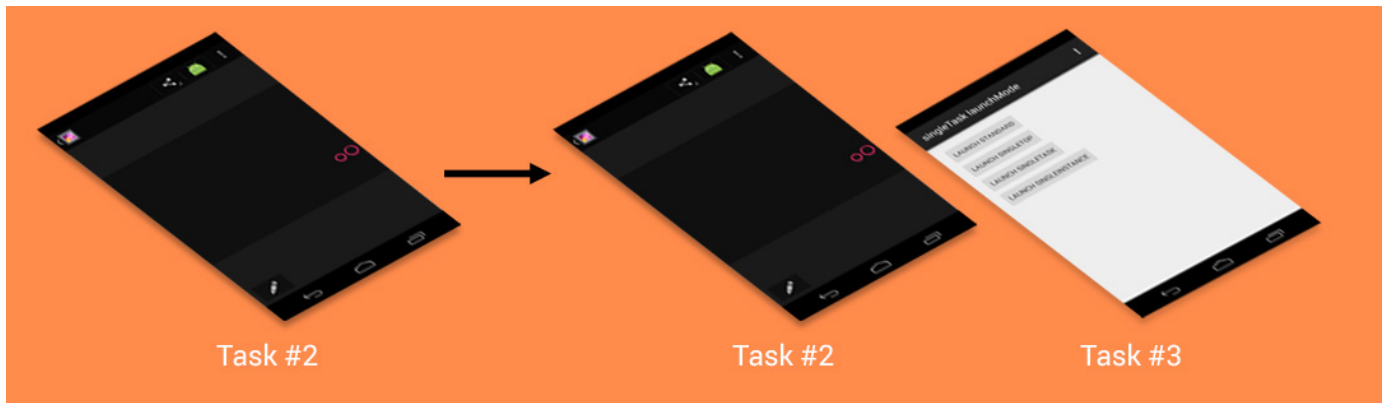 singleTask launchMode
LAUNCH STANDARD
LAUNCH SINGLETOP
LAUNCH SINGLETASK
LAUNCH SINGLEINSTANCE
Task #2
Task #2
Task #3